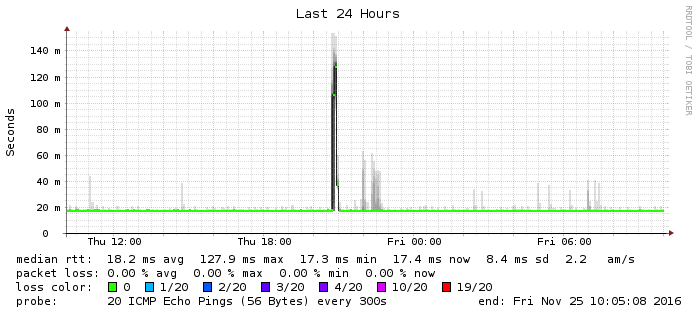 Last 24 Hours
RRDTOOL / TOBI OETIKER
Seconds
140 m
120 m
100 m
80 m
60 m
40 m
20 m
0
Thu 12:00 Thu 18:00 Fri 00:00 Fri 06:00
median rtt: 18.2 ms avg 127.9 ms max 17.3 ms min 17.4 ms now 8.4 ms sd 2.2 am/s
packet loss: 0.00 % avg 0.00 % max 0.00 % min 0.00 % now
loss color: 0 1/20 2/20 3/20 4/20 10/20 19/20
probe: 20 ICMP Echo Pings (56 Bytes) every 300s end: Fri Nov 25 10:05:08 2016